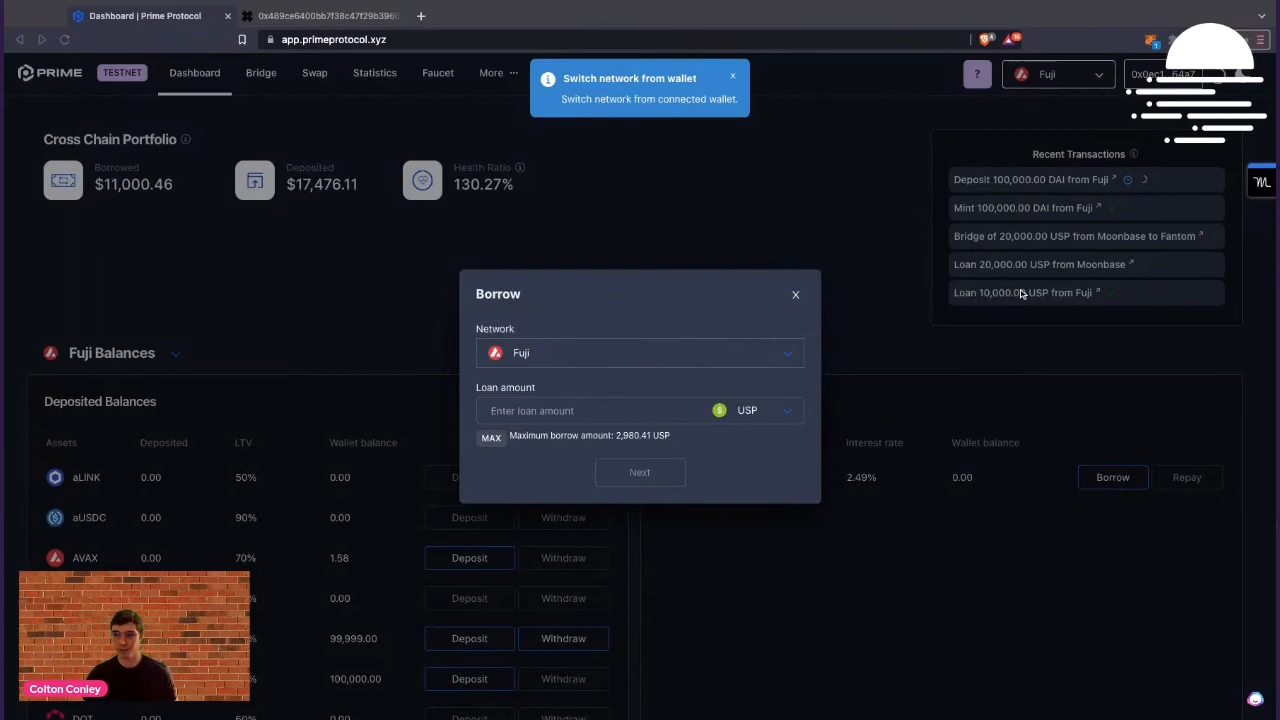 Dashboard | Prime Protocol
0x489ce6400bb7f38c47f29b3960
app.primeprotocol.xyz
PRIME TESTNET Dashboard Bridge Swap Statistics Faucet More ··· ? Fuji
Switch network from wallet
Switch network from connected wallet.
Cross Chain Portfolio
Borrowed
$11,000.46
Deposited
$17,476.11
Health Ratio
130.27%
Recent Transactions
Deposit 100,000.00 DAI from Fuji
Mint 100,000.00 DAI from Fuji
Bridge of 20,000.00 USP from Moonbase to Fantom
Loan 20,000.00 USP from Moonbase
Loan 10,000.00 USP from Fuji
Borrow X
Network
Fuji
Loan amount
Enter loan amount USP
MAX Maximum borrow amount: 2,980.41 USP
Next
Fuji Balances
Deposited Balances
Assets Deposited LTV Wallet balance
aLINK 0.00 50% 0.00
aUSDC 0.00 90% 0.00 Deposit Withdraw
AVAX 0.00 70% 1.58 Deposit Withdraw
0.00 Deposit Withdraw
99,999.00 Deposit Withdraw
100,000.00 Deposit Withdraw
Interest rate Wallet balance
2.49% 0.00 Borrow Repay
Colton Conley